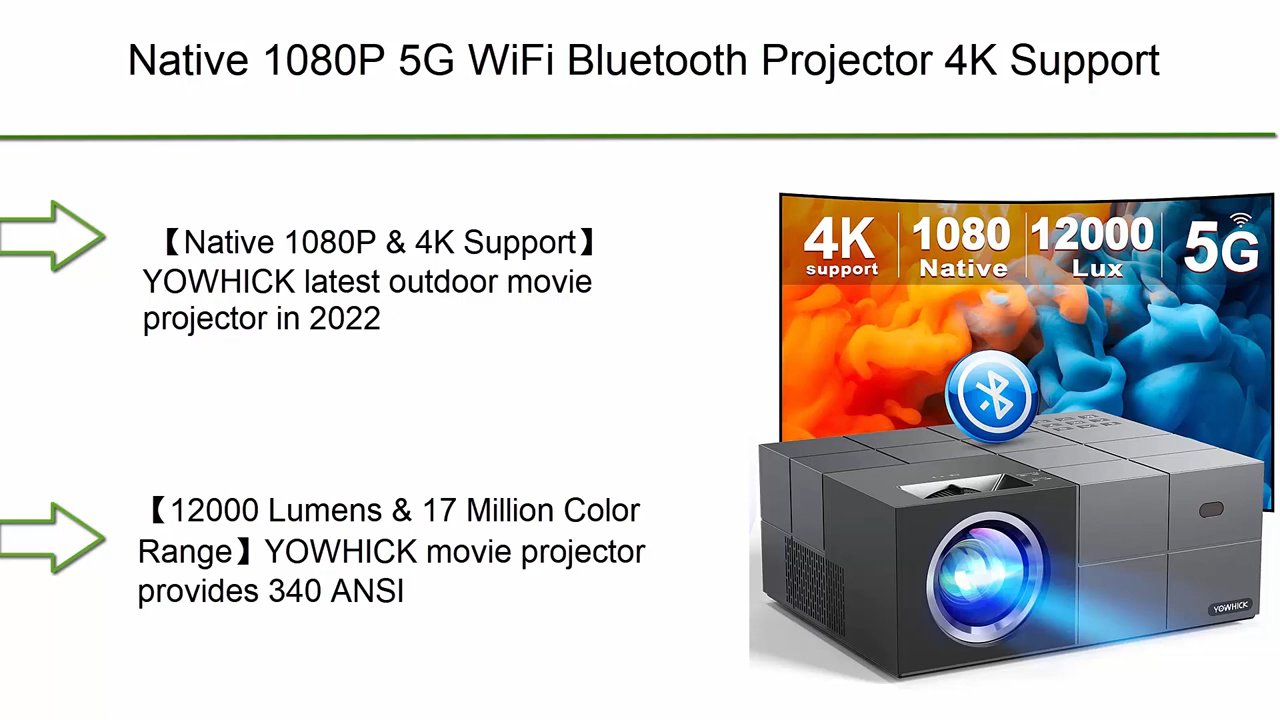 Native 1080P 5G WiFi Bluetooth Projector 4K Support
【Native 1080P & 4K Support】
YOWHICK latest outdoor movie
projector in 2022
【12000 Lumens & 17 Million Color
Range】YOWHICK movie projector
provides 340 ANSI
4K support
1080 Native
12000 Lux
5G
YOWHICK